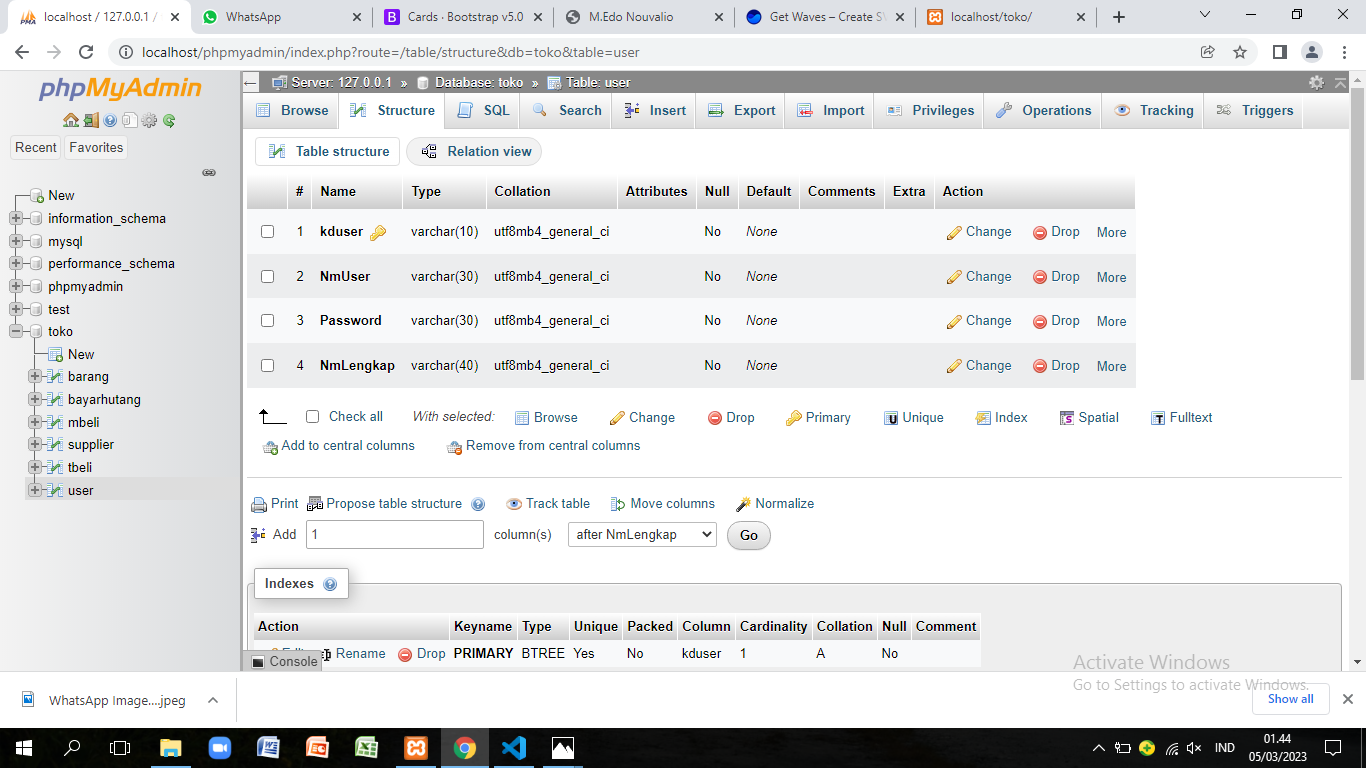 localhost / 127.0.0.1 / WhatsApp Cards · Bootstrap v5.0 M.Edo Nouvalio Get Waves – Create SV localhost/toko/
localhost/phpmyadmin/index.php?route=/table/structure&db=toko&table=user
phpMyAdmin
Recent Favorites
New
information_schema
mysql
performance_schema
phpmyadmin
test
toko
New
barang
bayarhutang
mbeli
supplier
tbeli
user
Server: 127.0.0.1 » Database: toko » Table: user
Browse Structure SQL Search Insert Export Import Privileges Operations Tracking Triggers
Table structure Relation view
# Name Type Collation Attributes Null Default Comments Extra Action
1 kduser varchar(10) utf8mb4_general_ci No None Change Drop More
2 NmUser varchar(30) utf8mb4_general_ci No None Change Drop More
3 Password varchar(30) utf8mb4_general_ci No None Change Drop More
4 NmLengkap varchar(40) utf8mb4_general_ci No None Change Drop More
Check all With selected: Browse Change Drop Primary Unique Index Spatial Fulltext
Add to central columns Remove from central columns
Print Propose table structure Track table Move columns Normalize
Add 1 column(s) after NmLengkap Go
Indexes
Action Keyname Type Unique Packed Column Cardinality Collation Null Comment
Rename Drop PRIMARY BTREE Yes No kduser 1 A No
Console
Activate Windows
Go to Settings to activate Windows.
WhatsApp Image....jpeg Show all
IND 01.44
05/03/2023